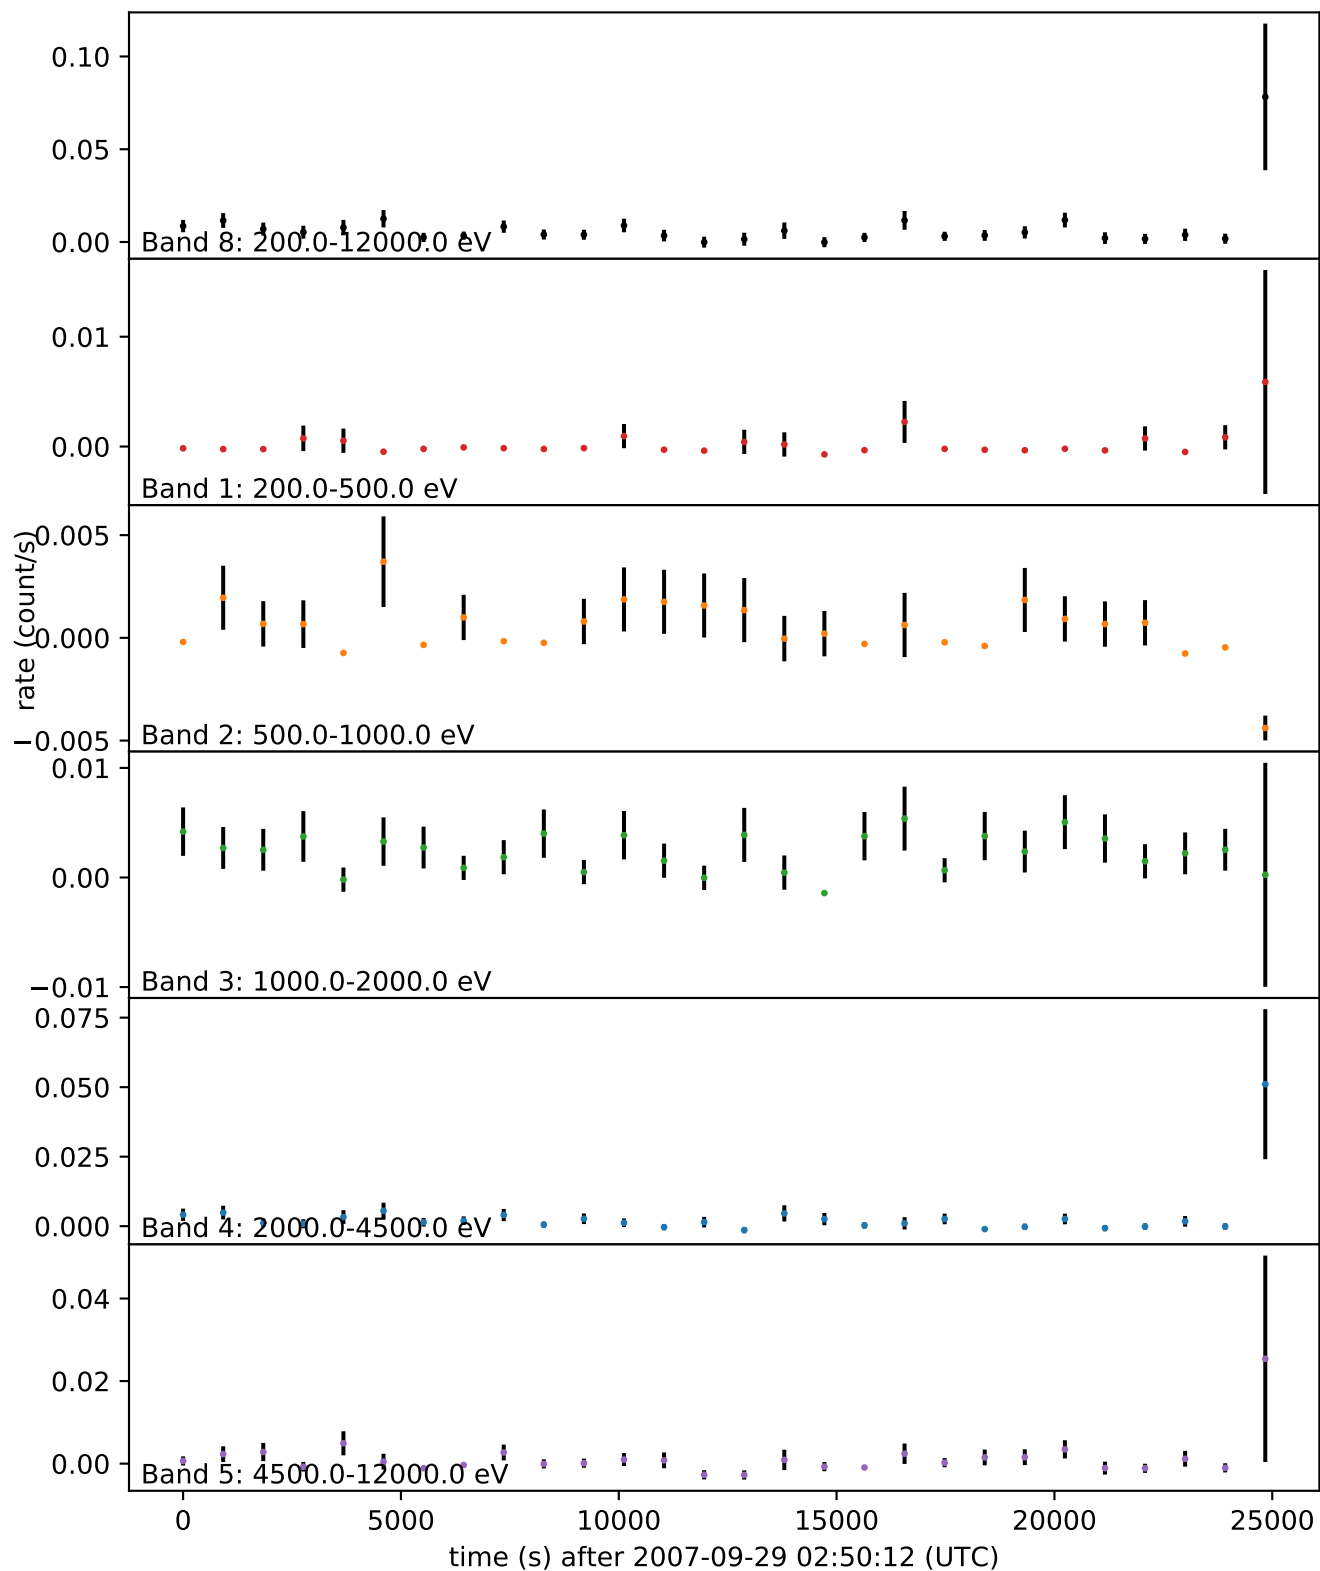 0.10
0.05
0.00
Band 8: 200.0-12000.0 eV
0.01
0.00
Band 1: 200.0-500.0 eV
rate (count/s)
0.005
0.000
−0.005
Band 2: 500.0-1000.0 eV
0.01
0.00
−0.01
Band 3: 1000.0-2000.0 eV
0.075
0.050
0.025
0.000
Band 4: 2000.0-4500.0 eV
0.04
0.02
0.00
Band 5: 4500.0-12000.0 eV
0 5000 10000 15000 20000 25000
time (s) after 2007-09-29 02:50:12 (UTC)